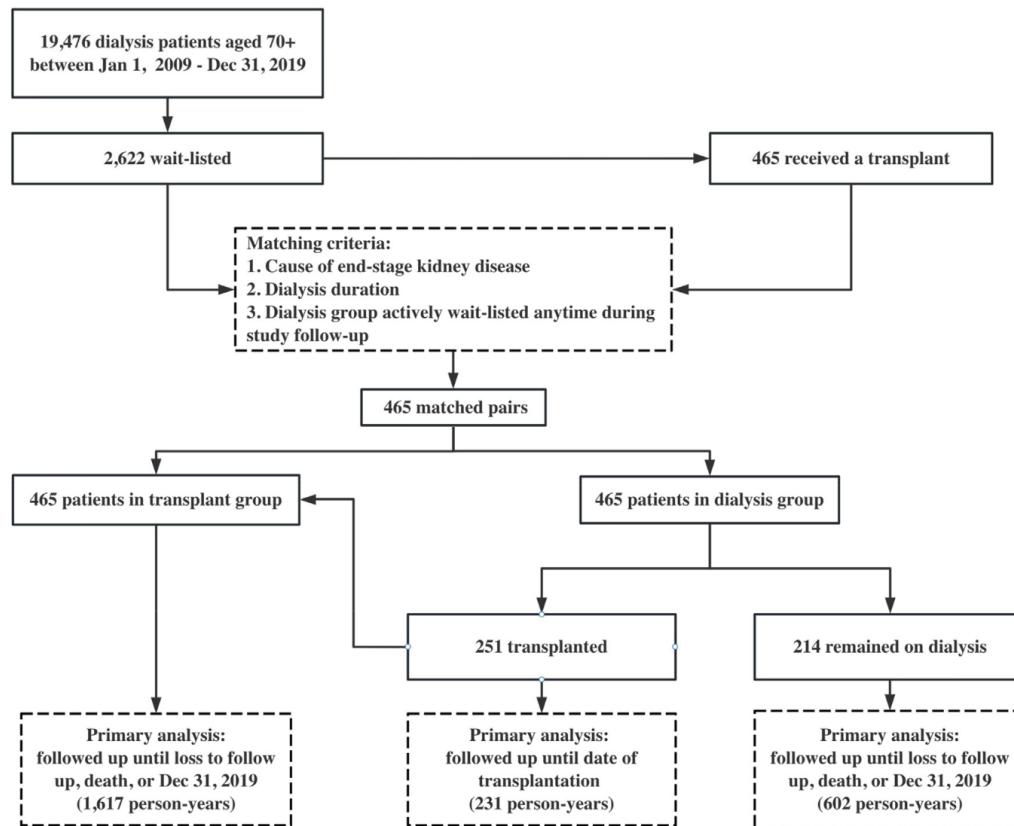 19,476 dialysis patients aged 70+
between Jan 1, 2009 - Dec 31, 2019
2,622 wait-listed
465 received a transplant
Matching criteria:
1. Cause of end-stage kidney disease
2. Dialysis duration
3. Dialysis group actively wait-listed anytime during
study follow-up
465 matched pairs
465 patients in transplant group
465 patients in dialysis group
251 transplanted
214 remained on dialysis
Primary analysis:
followed up until loss to follow
up, death, or Dec 31, 2019
(1,617 person-years)
Primary analysis:
followed up until date of
transplantation
(231 person-years)
Primary analysis:
followed up until loss to follow
up, death, or Dec 31, 2019
(602 person-years)